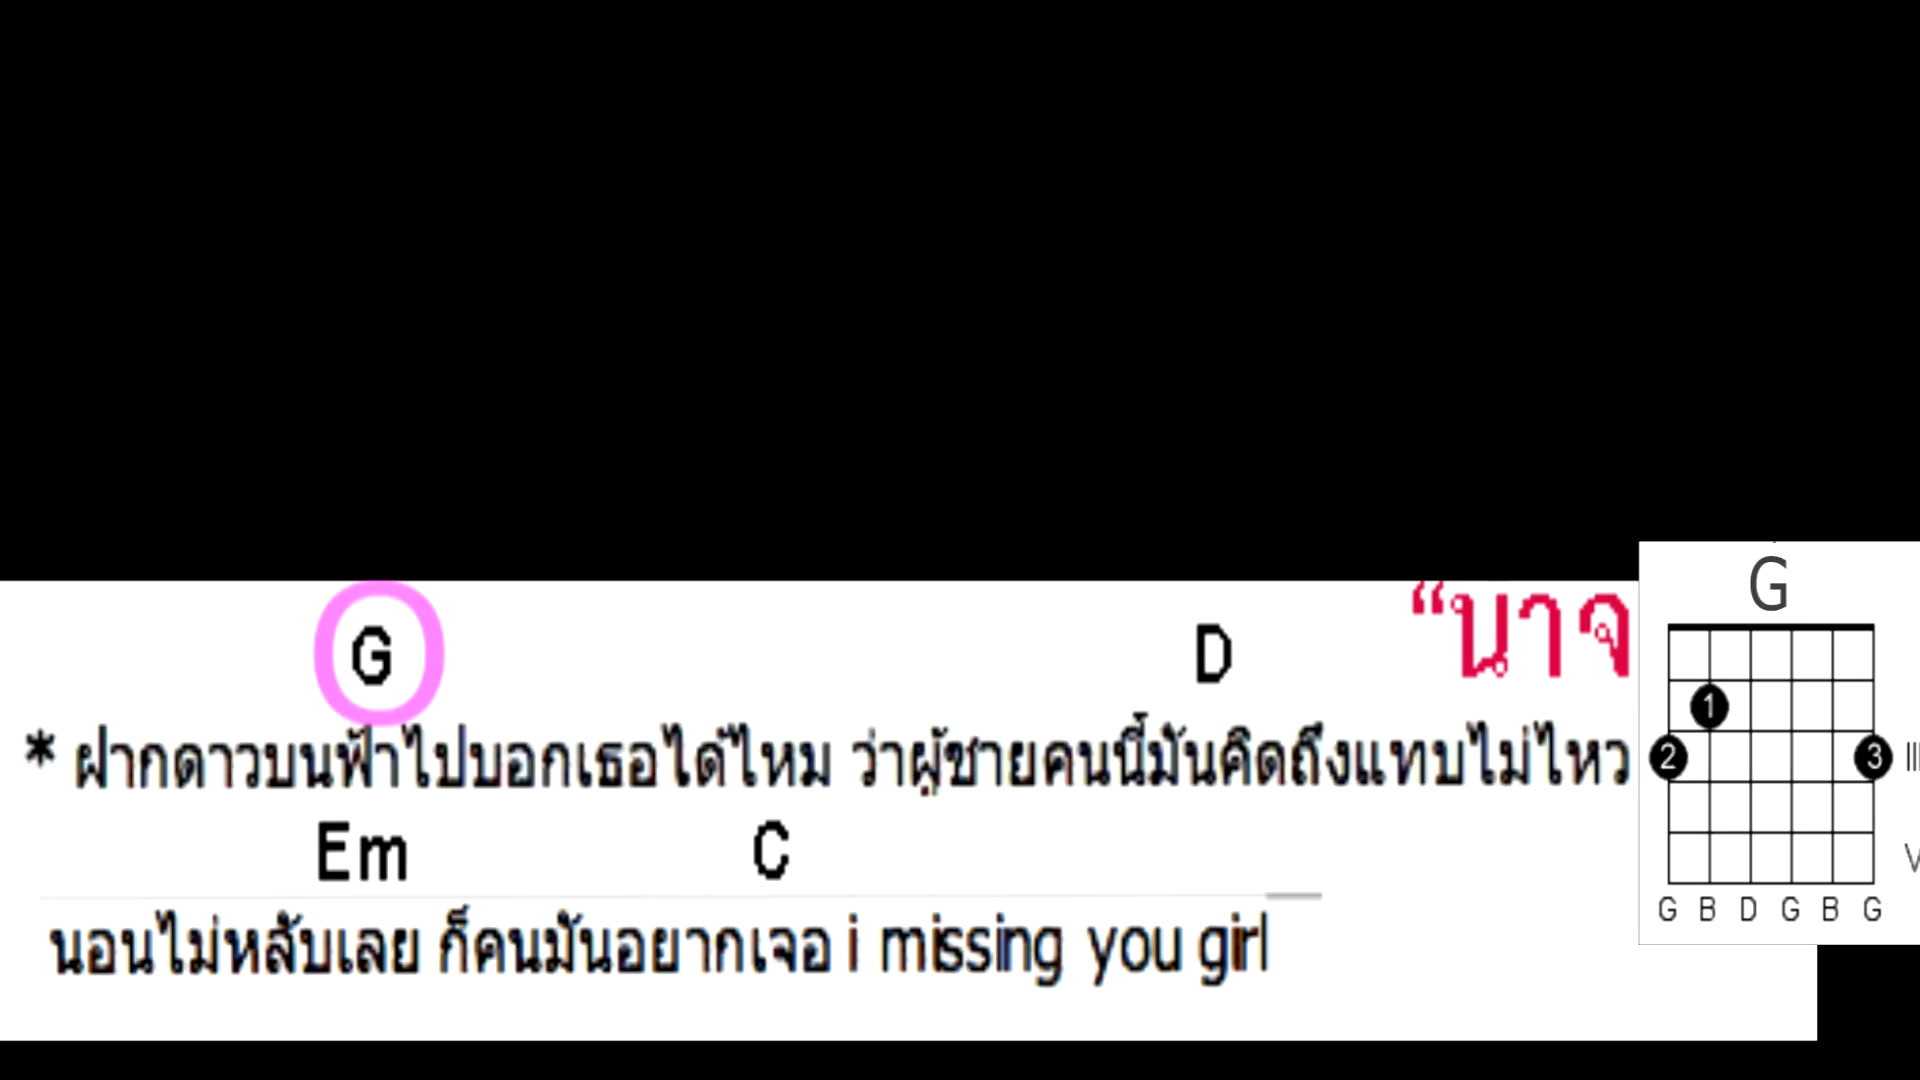 G D “นาจ
* ฝากดาวบนฟ้าไปบอกเธอได้ไหม ว่าผู้ชายคนนี้มันคิดถึงแทบไม่ไหว
Em C
นอนไม่หลับเลย ก็คนมันอยากเจอ i missing you girl
G
1
2 3 III
V
G B D G B G